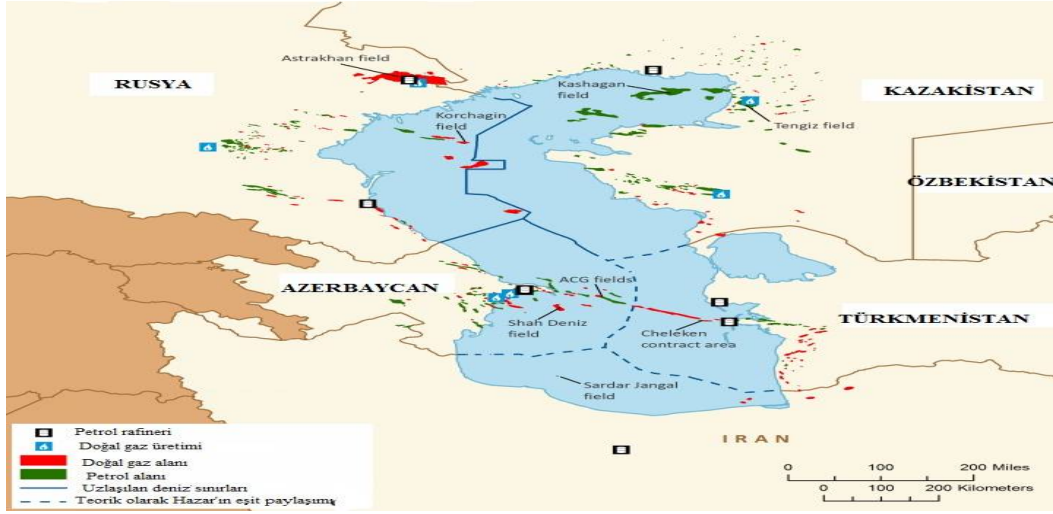 Astrakhan field
RUSYA
Kashagan
field
KAZAKİSTAN
Korchagin
field
Tengiz field
ÖZBEKİSTAN
AZERBAYCAN
ACG fields
Shah Deniz
field
Cheleken
contract area
TÜRKMENİSTAN
Sardar Jangal
field
IRAN
Petrol rafineri
Doğal gaz üretimi
Doğal gaz alanı
Petrol alanı
Uzlaşılan deniz sınırları
Teorik olarak Hazar'ın eşit paylaşımı
0 100 200 Miles
0 100 200 Kilometers